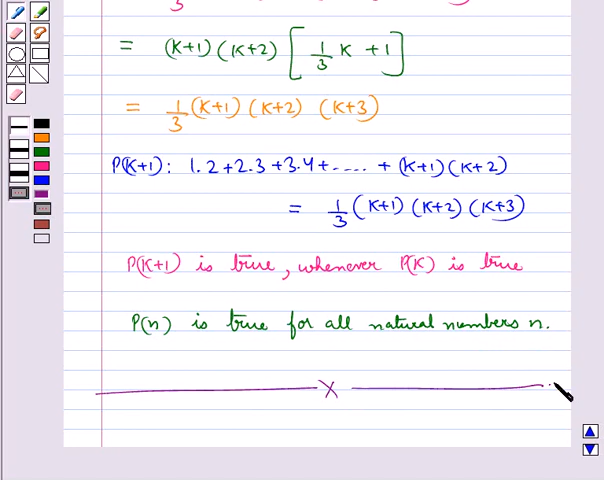 = (K+1) (K+2) [ 1/3 K + 1 ]
= 1/3 (K+1) (K+2) (K+3)
P(K+1) : 1.2+2.3+3.4+..... + (K+1) (K+2)
= 1/3 (K+1) (K+2) (K+3)
P(K+1) is true, whenever P(K) is true
P(n) is true for all natural numbers n.
X